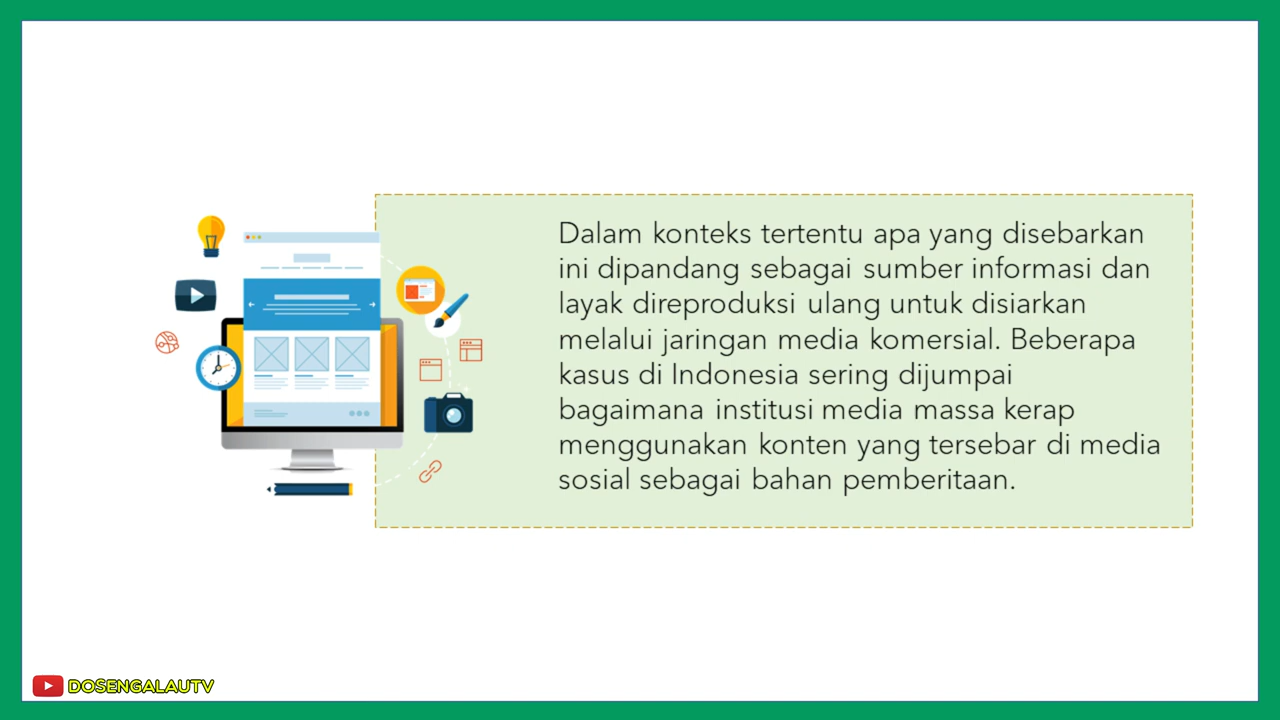 Dalam konteks tertentu apa yang disebarkan
ini dipandang sebagai sumber informasi dan
layak direproduksi ulang untuk disiarkan
melalui jaringan media komersial. Beberapa
kasus di Indonesia sering dijumpai
bagaimana institusi media massa kerap
menggunakan konten yang tersebar di media
sosial sebagai bahan pemberitaan.
DOSENGALAUTV